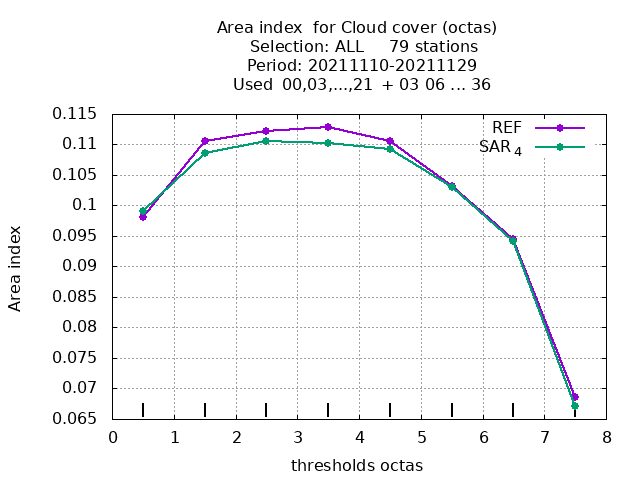 Area index  for Cloud cover (octas)
Selection: ALL     79 stations
Period: 20211110-20211129
Used  00,03,...,21  + 03 06 ... 36
0.115
0.11
0.105
0.1
0.095
0.09
0.085
0.08
0.075
0.07
0.065
Area index
REF
SAR4
0 1 2 3 4 5 6 7 8
thresholds octas